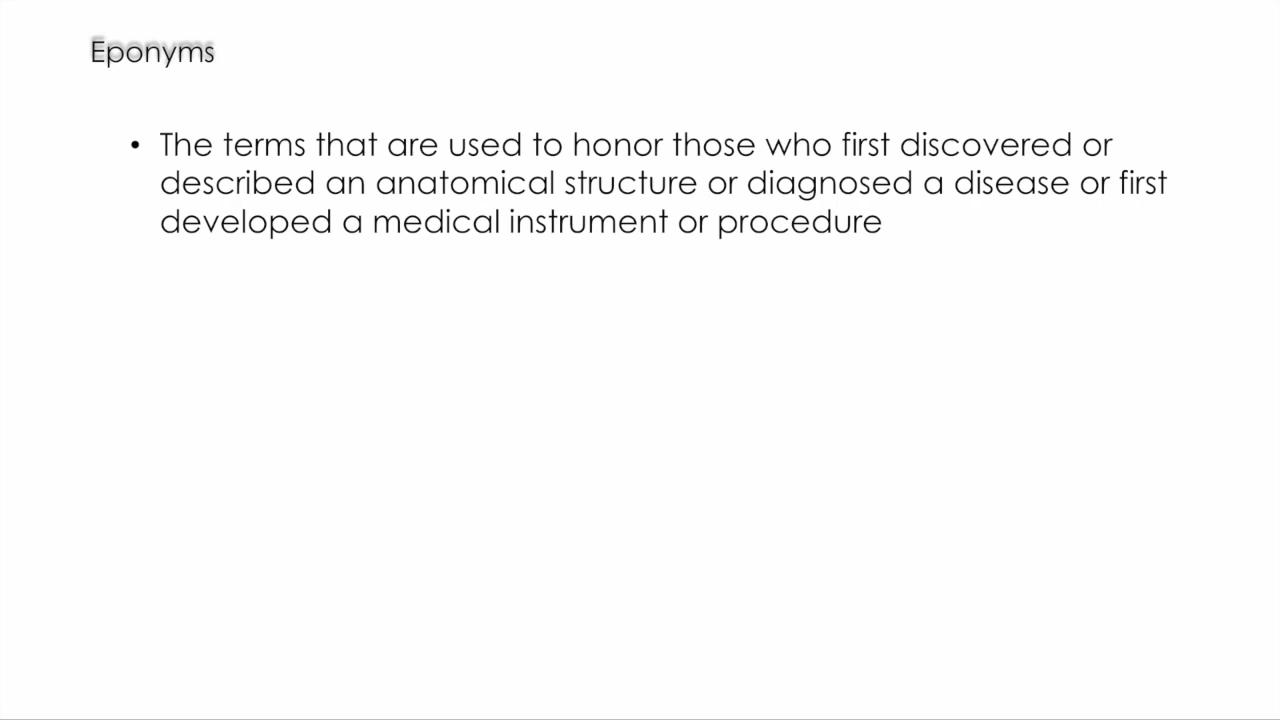 Eponyms
• The terms that are used to honor those who first discovered or
described an anatomical structure or diagnosed a disease or first
developed a medical instrument or procedure